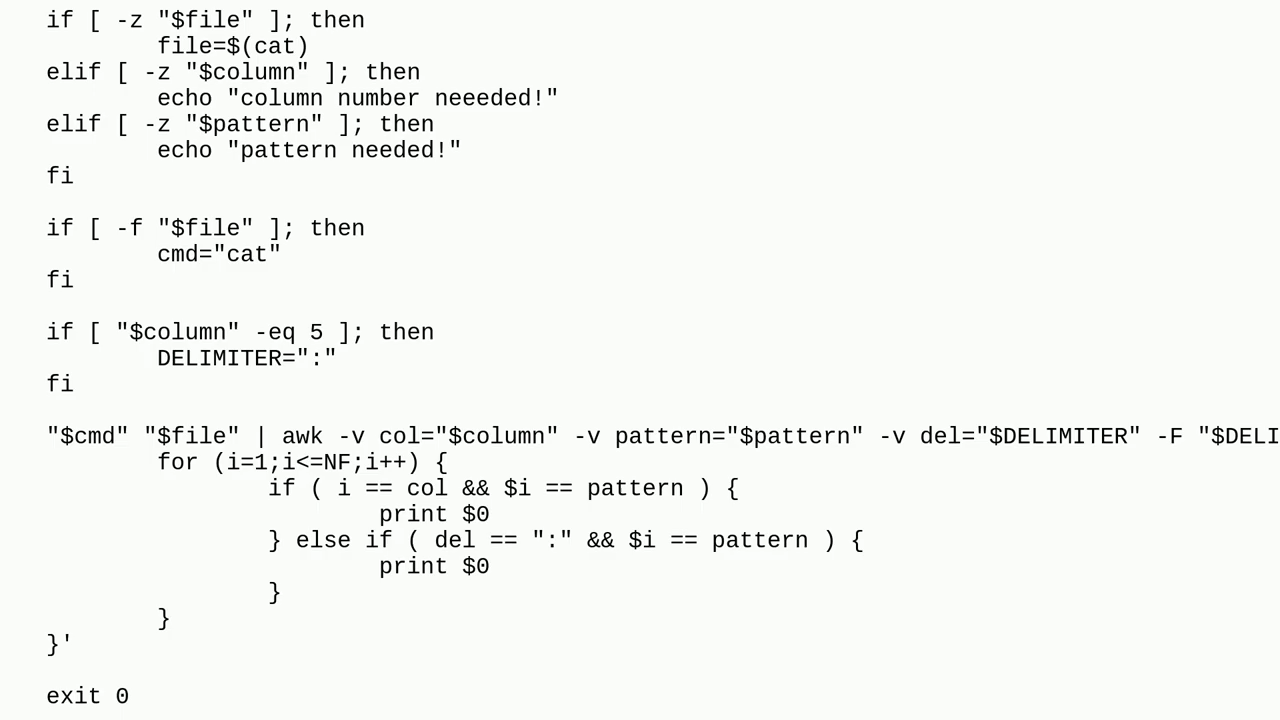 if [ -z "$file" ]; then
        file=$(cat)
elif [ -z "$column" ]; then
        echo "column number neeeded!"
elif [ -z "$pattern" ]; then
        echo "pattern needed!"
fi

if [ -f "$file" ]; then
        cmd="cat"
fi

if [ "$column" -eq 5 ]; then
        DELIMITER=":"
fi

"$cmd" "$file" | awk -v col="$column" -v pattern="$pattern" -v del="$DELIMITER" -F "$DELI
        for (i=1;i<=NF;i++) {
                if ( i == col && $i == pattern ) {
                        print $0
                } else if ( del == ":" && $i == pattern ) {
                        print $0
                }
        }
}'

exit 0